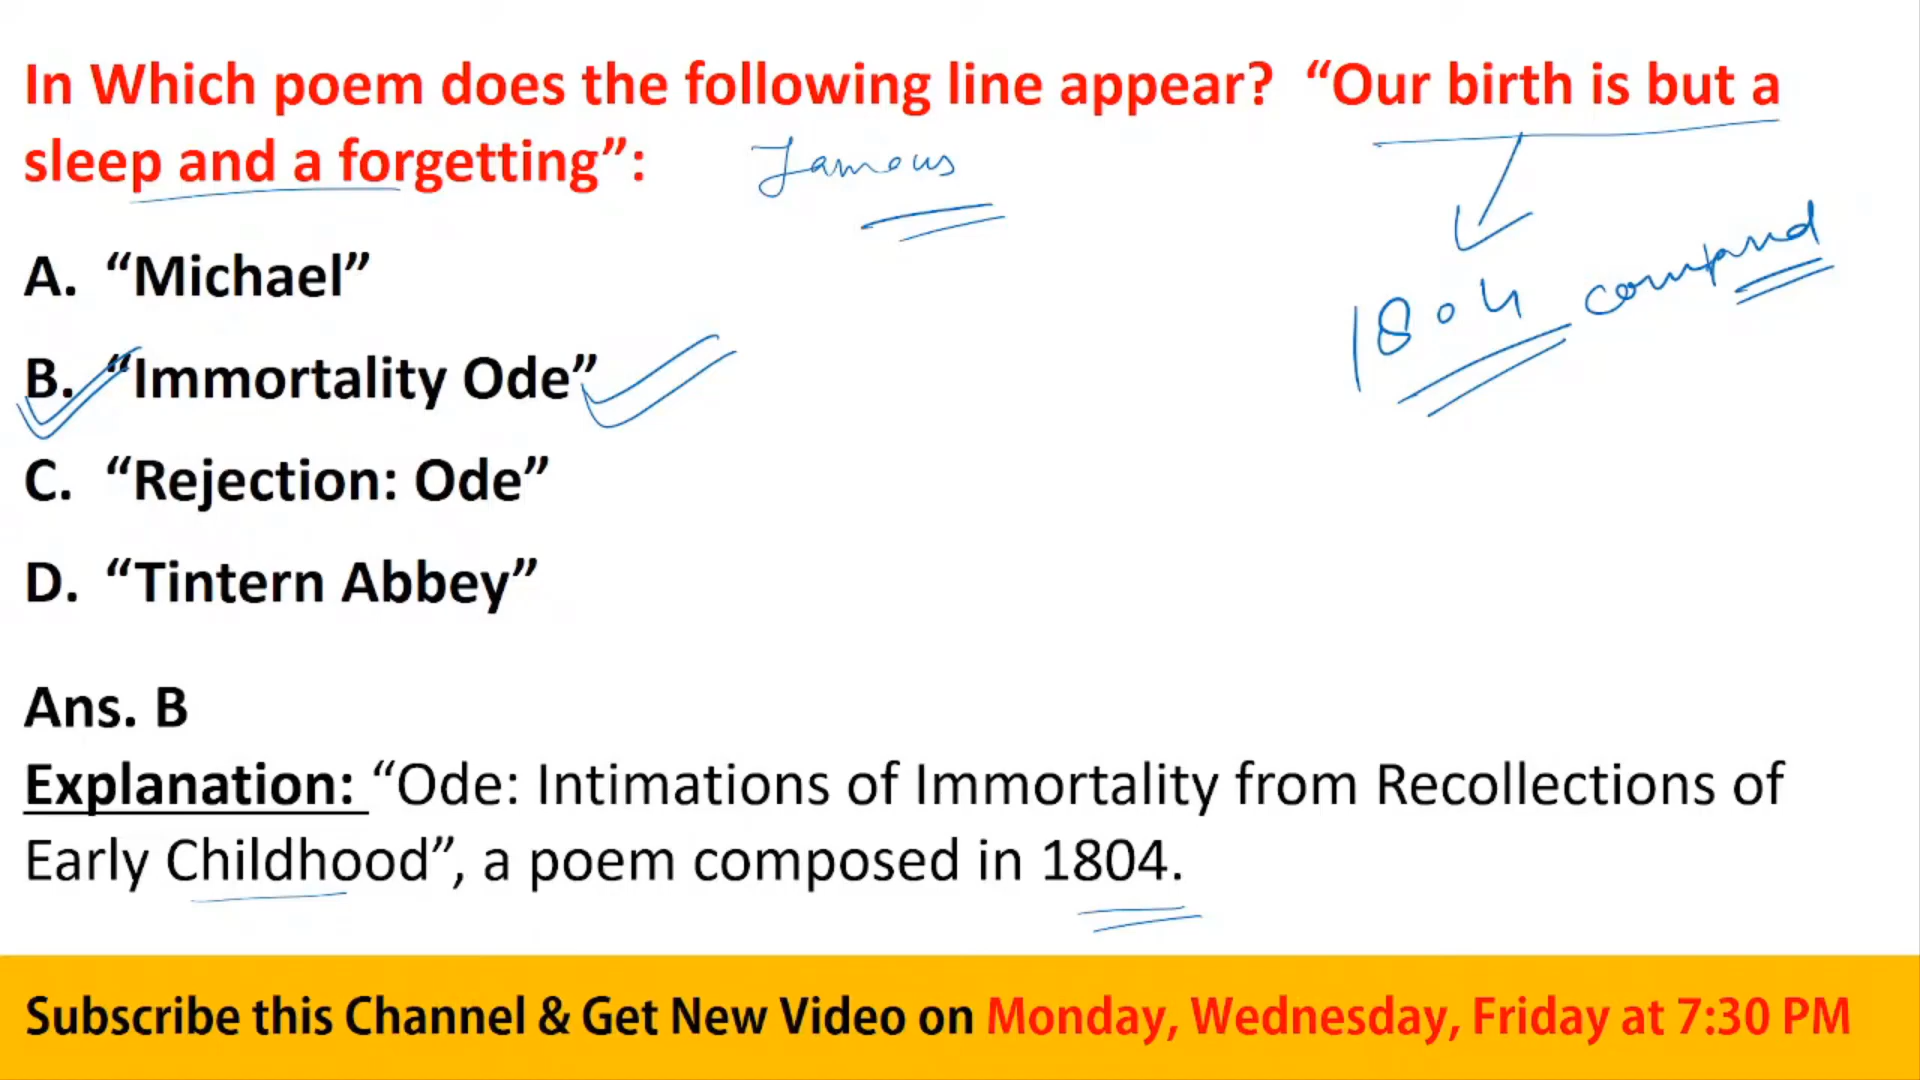 In Which poem does the following line appear? “Our birth is but a
sleep and a forgetting”:
famous
A. “Michael”
1804 composed
B. “Immortality Ode”
C. “Rejection: Ode”
D. “Tintern Abbey”
Ans. B
Explanation: “Ode: Intimations of Immortality from Recollections of
Early Childhood”, a poem composed in 1804.
Subscribe this Channel & Get New Video on Monday, Wednesday, Friday at 7:30 PM